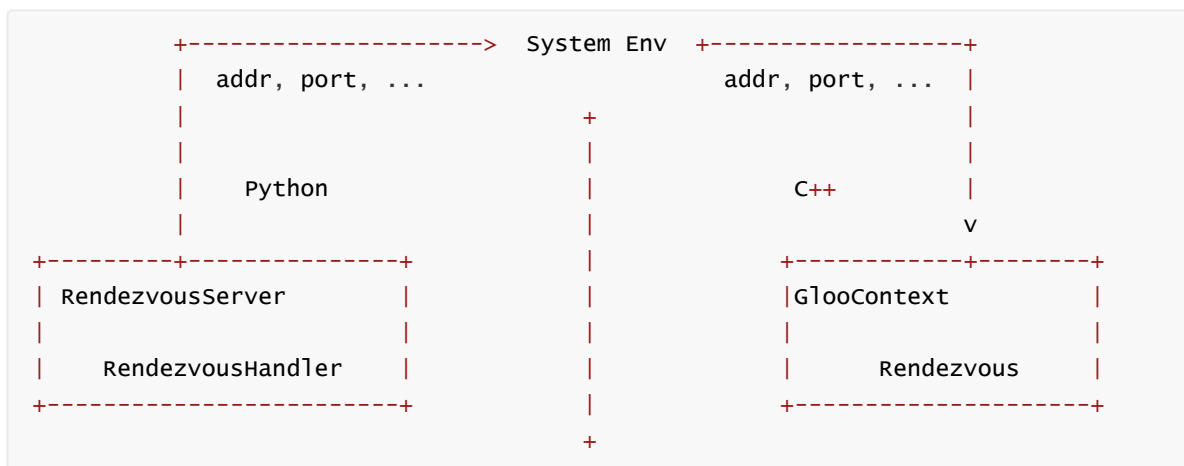 System Env
addr, port, ... addr, port, ...
Python C++
v
RendezvousServer GlooContext
RendezvousHandler Rendezvous